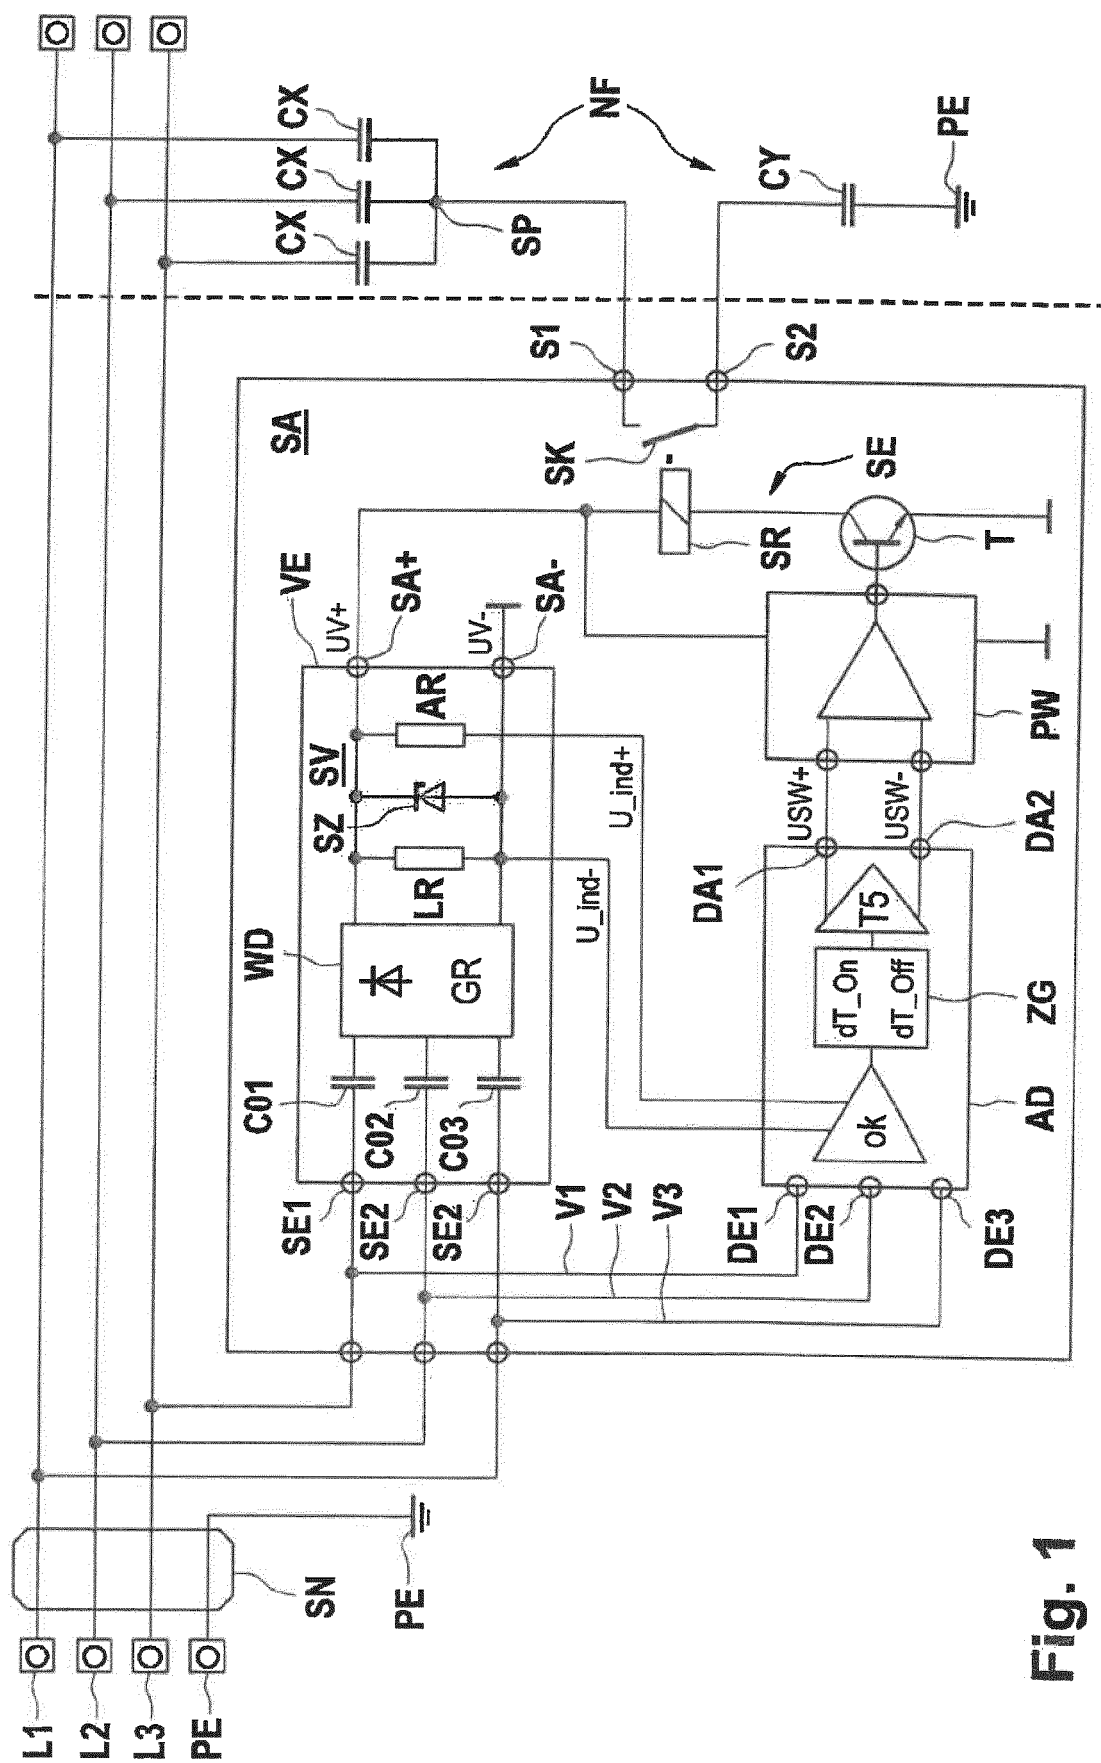 L1
L2
L3
PE
SN
PE
CX
CX
CX
SP
NF
CY
PE
SA
S1
S2
SK
-
SR
SE
T
VE
UV+
SA+
UV-
SA-
SV
AR
SZ
LR
WD
GR
C01
C02
C03
SE1
SE2
SE2
U_ind+
U_ind-
V1
V2
V3
DE1
DE2
DE3
ok
dT_On
dT_Off
T5
ZG
AD
DA1
DA2
USW+
USW-
PW
Fig. 1